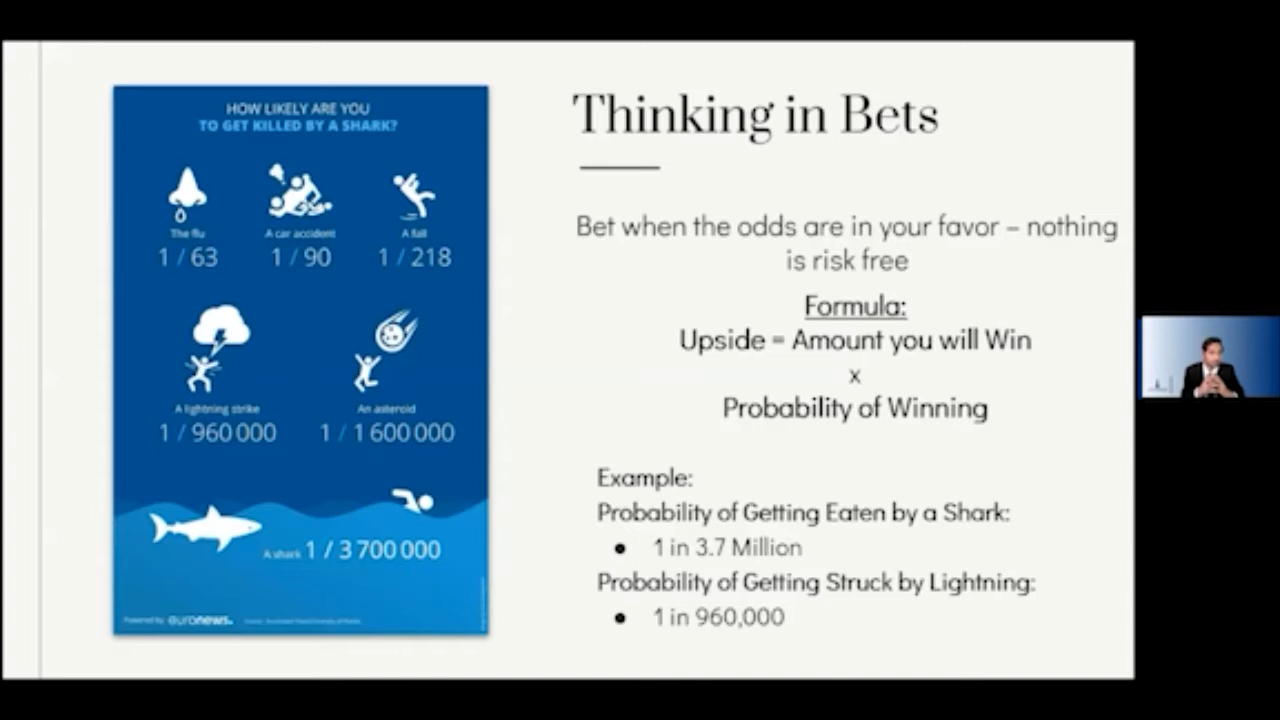 HOW LIKELY ARE YOU
TO GET KILLED BY A SHARK?
The flu
1 / 63
A car accident
1 / 90
A fall
1 / 218
A lightning strike
1 / 960 000
An asteroid
1 / 1 600 000
A shark 1 / 3 700 000
Powered by euronews.
Thinking in Bets
Bet when the odds are in your favor – nothing
is risk free
Formula:
Upside = Amount you will Win
x
Probability of Winning
Example:
Probability of Getting Eaten by a Shark:
● 1 in 3.7 Million
Probability of Getting Struck by Lightning:
● 1 in 960,000